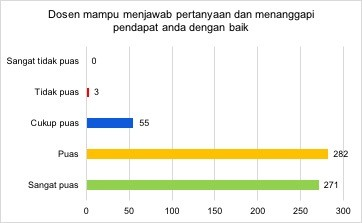 Dosen mampu menjawab pertanyaan dan menanggapi
pendapat anda dengan baik
Sangat tidak puas 0
Tidak puas 3
Cukup puas 55
Puas 282
Sangat puas 271
0 50 100 150 200 250 300